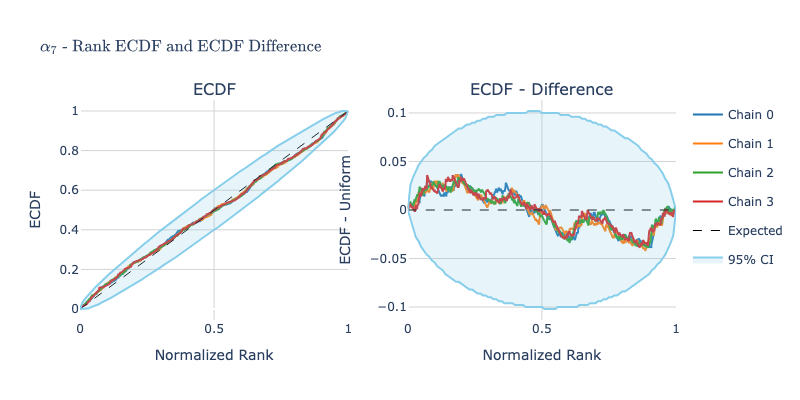 α₇ - Rank ECDF and ECDF Difference
ECDF
ECDF
1
0.8
0.6
0.4
0.2
0
0
0.5
1
Normalized Rank
ECDF - Difference
ECDF - Uniform
0.1
0.05
0
−0.05
−0.1
0
0.5
1
Normalized Rank
Chain 0
Chain 1
Chain 2
Chain 3
Expected
95% CI